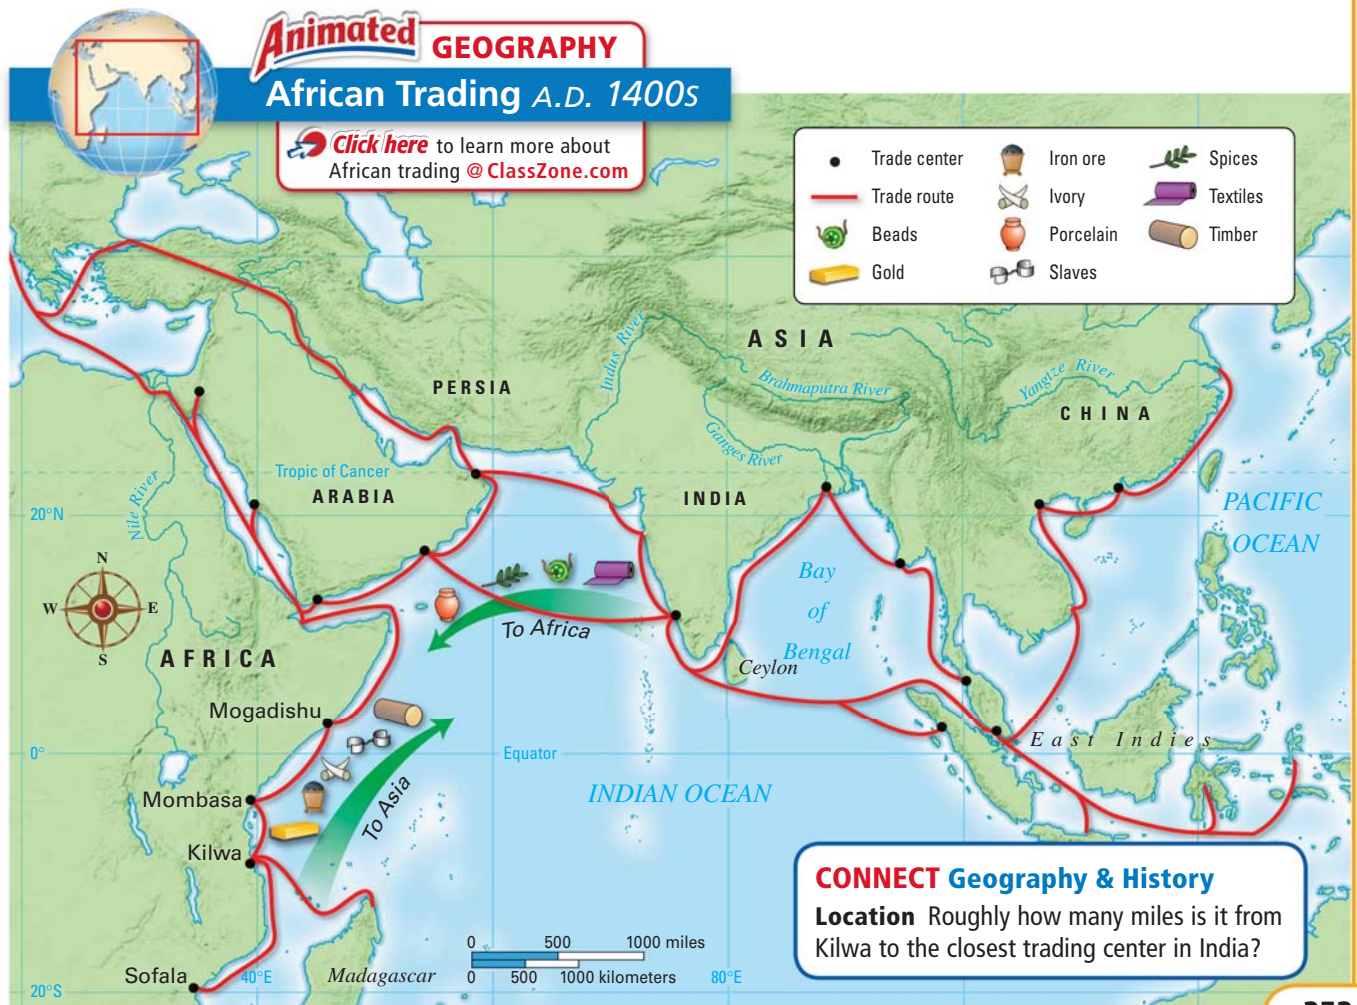 Animated GEOGRAPHY
African Trading A.D. 1400s
Click here to learn more about
African trading @ ClassZone.com
Trade center
Trade route
Beads
Gold
Iron ore
Ivory
Porcelain
Slaves
Spices
Textiles
Timber
ASIA
PERSIA
Indus River
Brahmaputra River
Yangtze River
CHINA
Ganges River
Tropic of Cancer
ARABIA
INDIA
Nile River
20°N
PACIFIC
OCEAN
N
W
E
S
Bay
of
Bengal
To Africa
AFRICA
Ceylon
Mogadishu
East Indies
0°
Equator
INDIAN OCEAN
To Asia
Mombasa
Kilwa
Sofala
40°E
Madagascar
80°E
20°S
0 500 1000 miles
0 500 1000 kilometers
CONNECT Geography & History
Location Roughly how many miles is it from
Kilwa to the closest trading center in India?